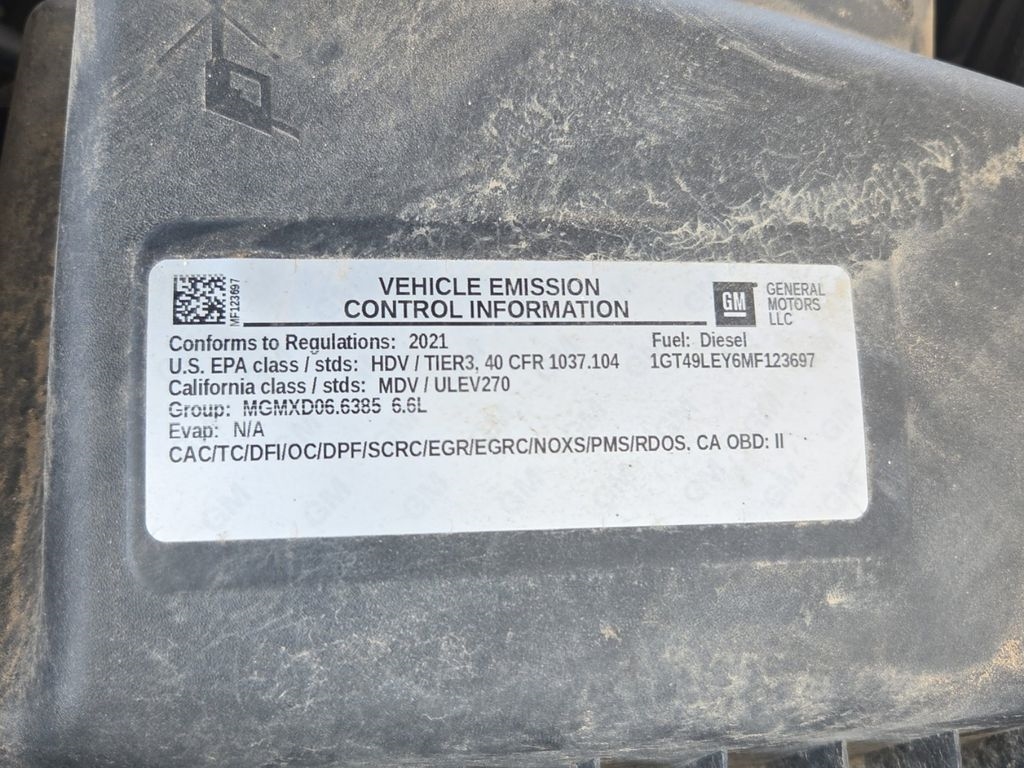 MF123697
VEHICLE EMISSION
CONTROL INFORMATION
GM
GENERAL
MOTORS
LLC
Conforms to Regulations: 2021
Fuel: Diesel
U.S. EPA class / stds: HDV / TIER3, 40 CFR 1037.104
1GT49LEY6MF123697
California class / stds: MDV / ULEV270
Group: MGMXD06.6385 6.6L
Evap: N/A
CAC/TC/DFI/OC/DPF/SCRC/EGR/EGRC/NOXS/PMS/RDOS. CA OBD: II